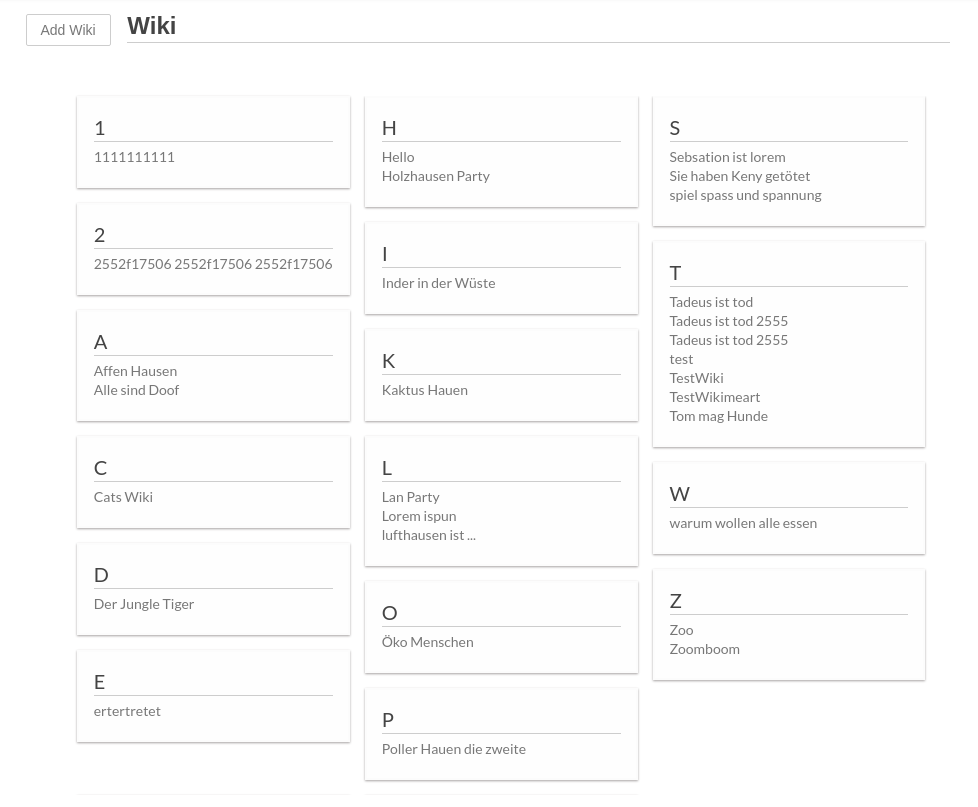 Add Wiki
Wiki
1
1111111111
2
2552f17506 2552f17506 2552f17506
A
Affen Hausen
Alle sind Doof
C
Cats Wiki
D
Der Jungle Tiger
E
ertertretet
H
Hello
Holzhausen Party
I
Inder in der Wüste
K
Kaktus Hauen
L
Lan Party
Lorem ispun
lufthausen ist ...
O
Öko Menschen
P
Poller Hauen die zweite
S
Sebsation ist lorem
Sie haben Keny getötet
spiel spass und spannung
T
Tadeus ist tod
Tadeus ist tod 2555
Tadeus ist tod 2555
test
TestWiki
TestWikimeart
Tom mag Hunde
W
warum wollen alle essen
Z
Zoo
Zoomboom